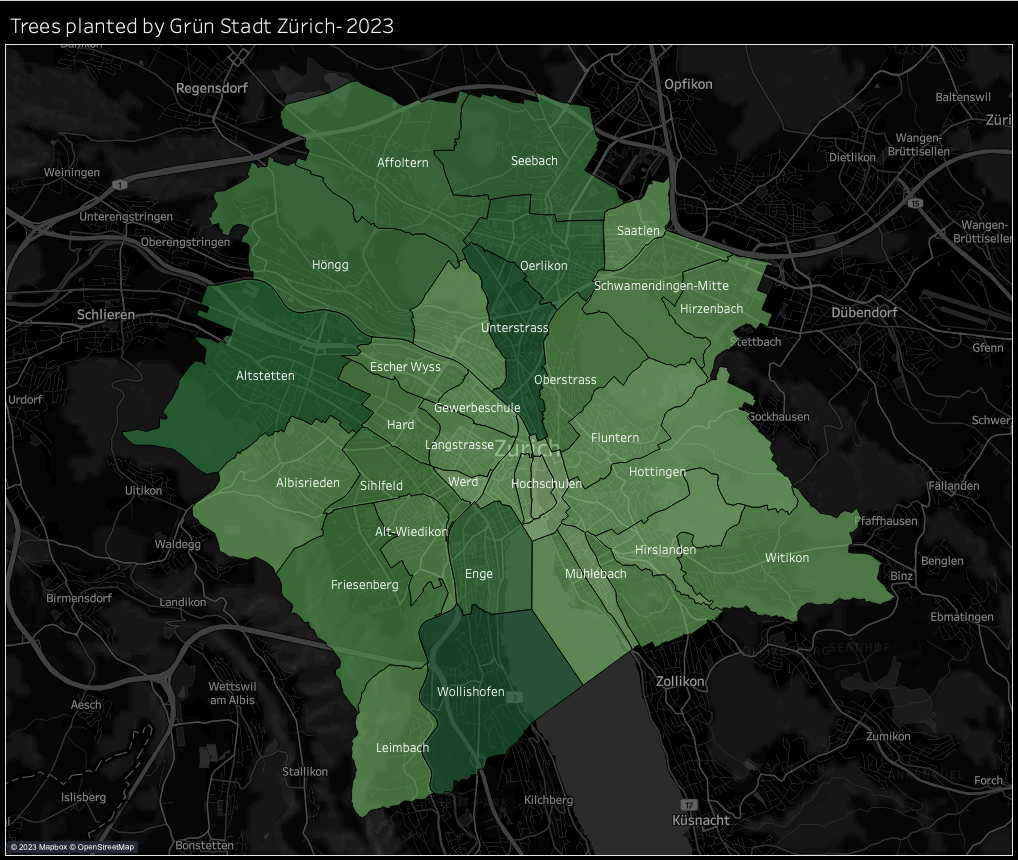 Trees planted by Grün Stadt Zürich- 2023
Regensdorf
Opfikon
Baltenswil
Züri
Affoltern
Seebach
Wangen-
Brüttisellen
Dietlikon
Weiningen
1
15
Unterengstringen
Saatlen
Wangen-
Brüttisellen
Oberengstringen
Höngg
Oerlikon
Schwamendingen-Mitte
Hirzenbach
Schlieren
Dübendorf
Unterstrass
Stettbach
Gfenn
Escher Wyss
Altstetten
Oberstrass
Urdorf
Gewerbeschule
Gockhausen
Hard
Schwer
Langstrasse
Zürich
Fluntern
Hottingen
Albisrieden
Sihlfeld
Werd
Hochschulen
Uitikon
Fällanden
Pfaffhausen
Alt-Wiedikon
Waldegg
Hirslanden
Witikon
Benglen
Friesenberg
Enge
Mühlebach
Binz
Birmensdorf
Landikon
Ebmatingen
SENNHOF
Wettswil
am Albis
Wollishofen
3
Zollikon
Aesch
Zumikon
Leimbach
Stallikon
Forch
Islisberg
Kilchberg
17
Küsnacht
Bonstetten
© 2023 Mapbox © OpenStreetMap